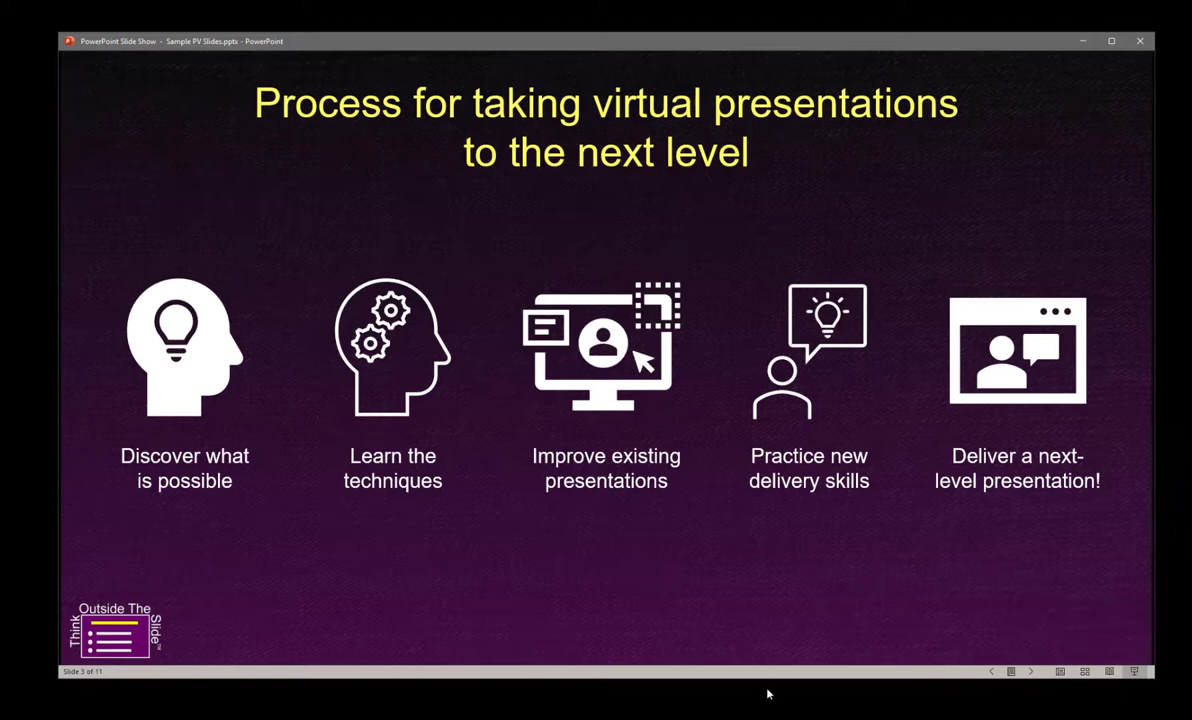 PowerPoint Slide Show - Sample PV Slides.pptx - PowerPoint
Process for taking virtual presentations
to the next level
Discover what
is possible
Learn the
techniques
Improve existing
presentations
Practice new
delivery skills
Deliver a next-
level presentation!
Think
Outside The
Slide™
Slide 3 of 11